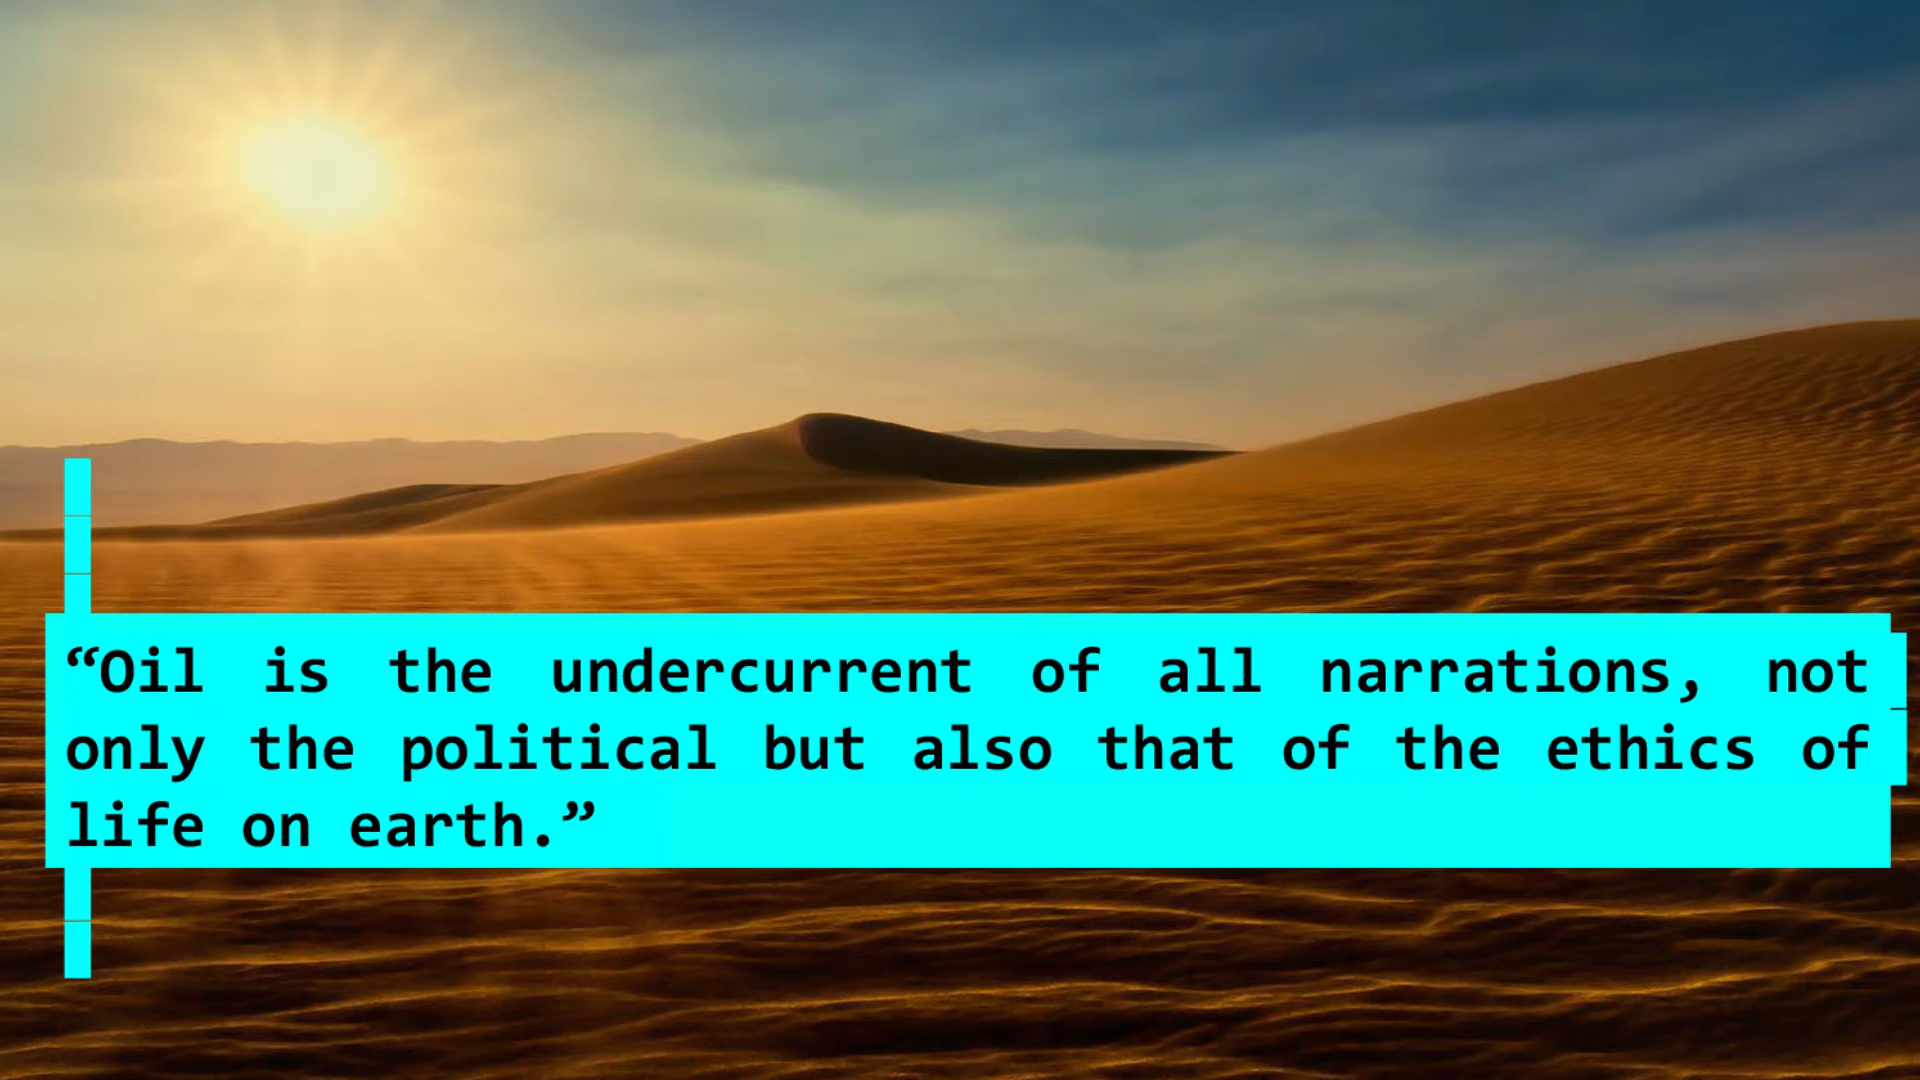 “Oil is the undercurrent of all narrations, not
only the political but also that of the ethics of
life on earth.”